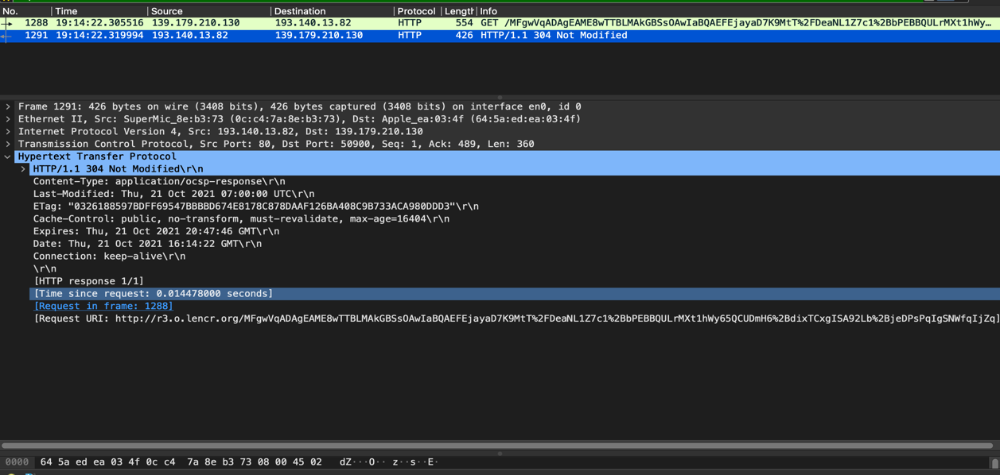 No. Time Source Destination Protocol Length Info
1288 19:14:22.305516 139.179.210.130 193.140.13.82 HTTP 554 GET /MFgwVqADAgEAME8wTTBLMAkGBSsOAwIaBQAEFEjayaD7K9MtT%2FDeaNL1Z7c1%2BbPEBBQULrMXt1hWy…
1291 19:14:22.319994 193.140.13.82 139.179.210.130 HTTP 426 HTTP/1.1 304 Not Modified
Frame 1291: 426 bytes on wire (3408 bits), 426 bytes captured (3408 bits) on interface en0, id 0
Ethernet II, Src: SuperMic_8e:b3:73 (0c:c4:7a:8e:b3:73), Dst: Apple_ea:03:4f (64:5a:ed:ea:03:4f)
Internet Protocol Version 4, Src: 193.140.13.82, Dst: 139.179.210.130
Transmission Control Protocol, Src Port: 80, Dst Port: 50900, Seq: 1, Ack: 489, Len: 360
Hypertext Transfer Protocol
HTTP/1.1 304 Not Modified\r\n
Content-Type: application/ocsp-response\r\n
Last-Modified: Thu, 21 Oct 2021 07:00:00 UTC\r\n
ETag: "0326188597BDFF69547BBBBD674E8178C878DAAF126BA408C9B733ACA980DDD3"\r\n
Cache-Control: public, no-transform, must-revalidate, max-age=16404\r\n
Expires: Thu, 21 Oct 2021 20:47:46 GMT\r\n
Date: Thu, 21 Oct 2021 16:14:22 GMT\r\n
Connection: keep-alive\r\n
\r\n
[HTTP response 1/1]
[Time since request: 0.014478000 seconds]
[Request in frame: 1288]
[Request URI: http://r3.o.lencr.org/MFgwVqADAgEAME8wTTBLMAkGBSsOAwIaBQAEFEjayaD7K9MtT%2FDeaNL1Z7c1%2BbPEBBQULrMXt1hWy65QCUDmH6%2BdixTCxgISA92Lb%2BjeDPsPqIgSNWfqIjZq]
0000 64 5a ed ea 03 4f 0c c4 7a 8e b3 73 08 00 45 02 dZ···O·· z··s··E·